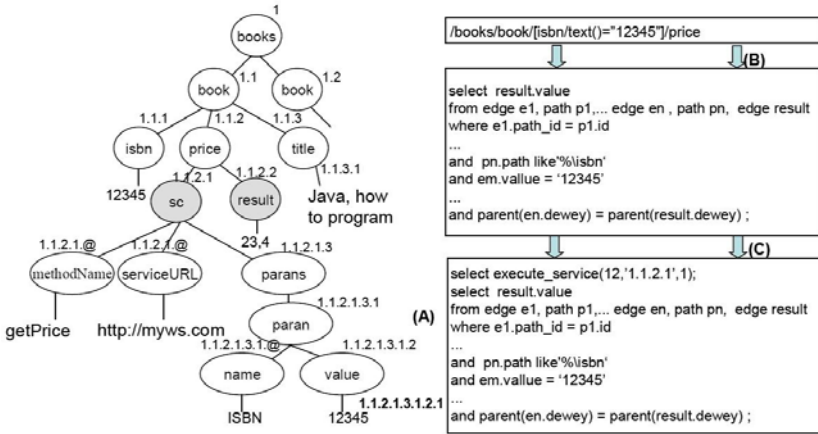 1
books
1.1
book
1.2
book
1.1.1
isbn
1.1.2
price
1.1.3
title
12345
1.1.2.1
sc
1.1.2.2
result
1.1.3.1
Java, how
to program
23,4
1.1.2.1.@
methodName
1.1.2,1.@
serviceURL
1.1.2.1.3
parans
getPrice
http://myws.com
1.1.2.1.3.1
paran
1.1.2.1.3.1.@
name
1.1.2.1.3.1.2
value
ISBN
12345
1.1.2.1.3.1.2.1
(A)
/books/book/[isbn/text()="12345"]/price
(B)
select result.value
from edge e1, path p1,... edge en , path pn, edge result
where e1.path_id = p1.id
...
and pn.path like'%\isbn'
and em.vallue = '12345'
...
and parent(en.dewey) = parent(result.dewey) ;
(C)
select execute_service(12,'1.1.2.1',1);
select result.value
from edge e1, path p1,... edge en, path pn, edge result
where e1.path_id = p1.id
...
and pn.path like'%\isbn'
and em.vallue = '12345'
...
and parent(en.dewey) = parent(result.dewey) ;